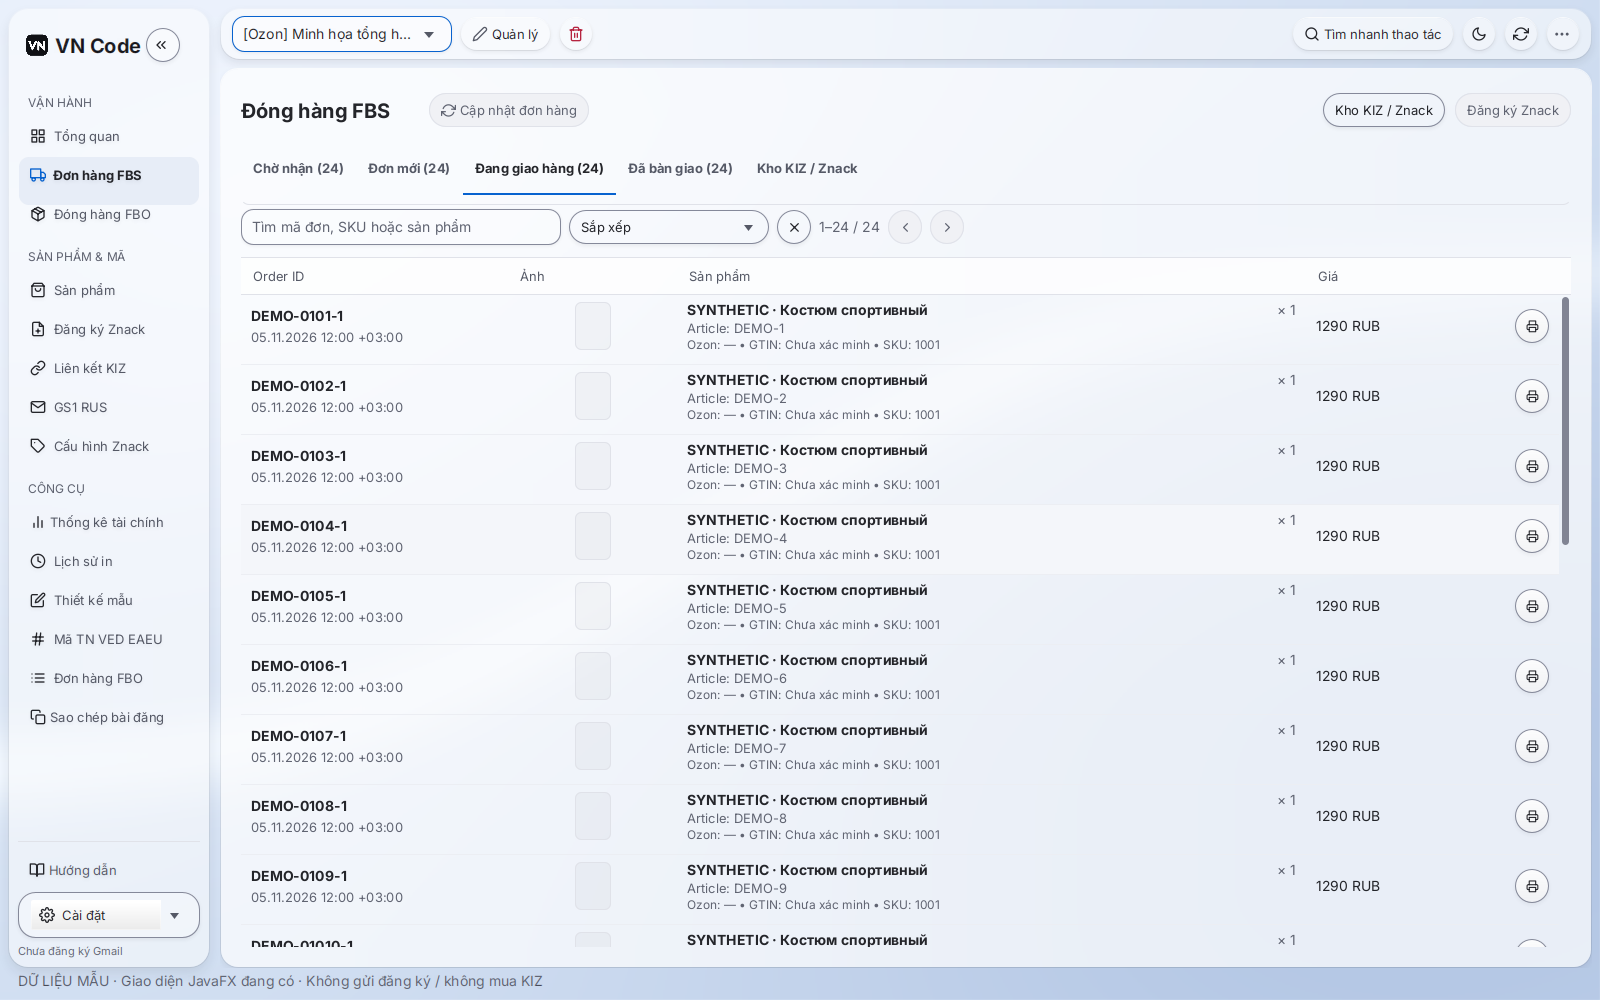 VN VN Code
VẬN HÀNH
Tổng quan
Đơn hàng FBS
Đóng hàng FBO
SẢN PHẨM & MÃ
Sản phẩm
Đăng ký Znack
Liên kết KIZ
GS1 RUS
Cấu hình Znack
CÔNG CỤ
Thống kê tài chính
Lịch sử in
Thiết kế mẫu
Mã TN VED EAEU
Đơn hàng FBO
Sao chép bài đăng
Hướng dẫn
Cài đặt
Chưa đăng ký Gmail
[Ozon] Minh họa tổng h... Quản lý Tìm nhanh thao tác
Đóng hàng FBS Cập nhật đơn hàng Kho KIZ / Znack Đăng ký Znack
Chờ nhận (24) Đơn mới (24) Đang giao hàng (24) Đã bàn giao (24) Kho KIZ / Znack
Tìm mã đơn, SKU hoặc sản phẩm Sắp xếp 1–24 / 24
Order ID Ảnh Sản phẩm Giá
DEMO-0101-1 SYNTHETIC · Костюм спортивный × 1
05.11.2026 12:00 +03:00 Article: DEMO-1 1290 RUB
Ozon: — • GTIN: Chưa xác minh • SKU: 1001
DEMO-0102-1 SYNTHETIC · Костюм спортивный × 1
05.11.2026 12:00 +03:00 Article: DEMO-2 1290 RUB
Ozon: — • GTIN: Chưa xác minh • SKU: 1001
DEMO-0103-1 SYNTHETIC · Костюм спортивный × 1
05.11.2026 12:00 +03:00 Article: DEMO-3 1290 RUB
Ozon: — • GTIN: Chưa xác minh • SKU: 1001
DEMO-0104-1 SYNTHETIC · Костюм спортивный × 1
05.11.2026 12:00 +03:00 Article: DEMO-4 1290 RUB
Ozon: — • GTIN: Chưa xác minh • SKU: 1001
DEMO-0105-1 SYNTHETIC · Костюм спортивный × 1
05.11.2026 12:00 +03:00 Article: DEMO-5 1290 RUB
Ozon: — • GTIN: Chưa xác minh • SKU: 1001
DEMO-0106-1 SYNTHETIC · Костюм спортивный × 1
05.11.2026 12:00 +03:00 Article: DEMO-6 1290 RUB
Ozon: — • GTIN: Chưa xác minh • SKU: 1001
DEMO-0107-1 SYNTHETIC · Костюм спортивный × 1
05.11.2026 12:00 +03:00 Article: DEMO-7 1290 RUB
Ozon: — • GTIN: Chưa xác minh • SKU: 1001
DEMO-0108-1 SYNTHETIC · Костюм спортивный × 1
05.11.2026 12:00 +03:00 Article: DEMO-8 1290 RUB
Ozon: — • GTIN: Chưa xác minh • SKU: 1001
DEMO-0109-1 SYNTHETIC · Костюм спортивный × 1
05.11.2026 12:00 +03:00 Article: DEMO-9 1290 RUB
Ozon: — • GTIN: Chưa xác minh • SKU: 1001
DEMO-01010-1 SYNTHETIC · Костюм спортивный × 1
DỮ LIỆU MẪU · Giao diện JavaFX đang có · Không gửi đăng ký / không mua KIZ